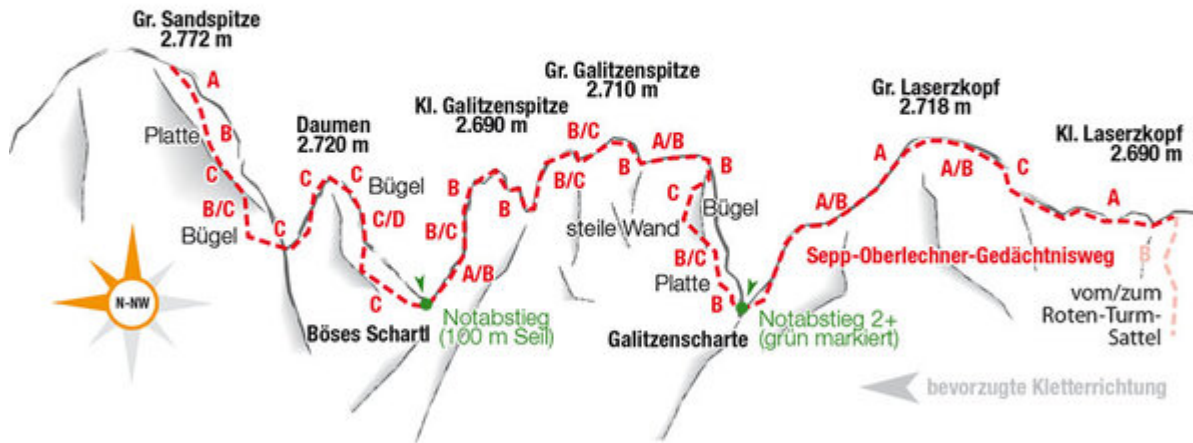 Gr. Sandspitze
2.772 m
A
B
Platte
C
B/C
Bügel
C
Daumen
2.720 m
C
C
Bügel
C/D
C
Böses Schartl
Notabstieg
(100 m Seil)
Kl. Galitzenspitze
2.690 m
B
B
B/C
A/B
Gr. Galitzenspitze
2.710 m
B/C
A/B
B/C
B
B
C
Bügel
steile Wand
B/C
Platte
B
Galitzenscharte
Notabstieg 2+
(grün markiert)
Gr. Laserzkopf
2.718 m
A
A/B
C
A/B
Sepp-Oberlechner-Gedächtnisweg
Kl. Laserzkopf
2.690 m
A
B
vom/zum
Roten-Turm-
Sattel
N-NW
bevorzugte Kletterrichtung